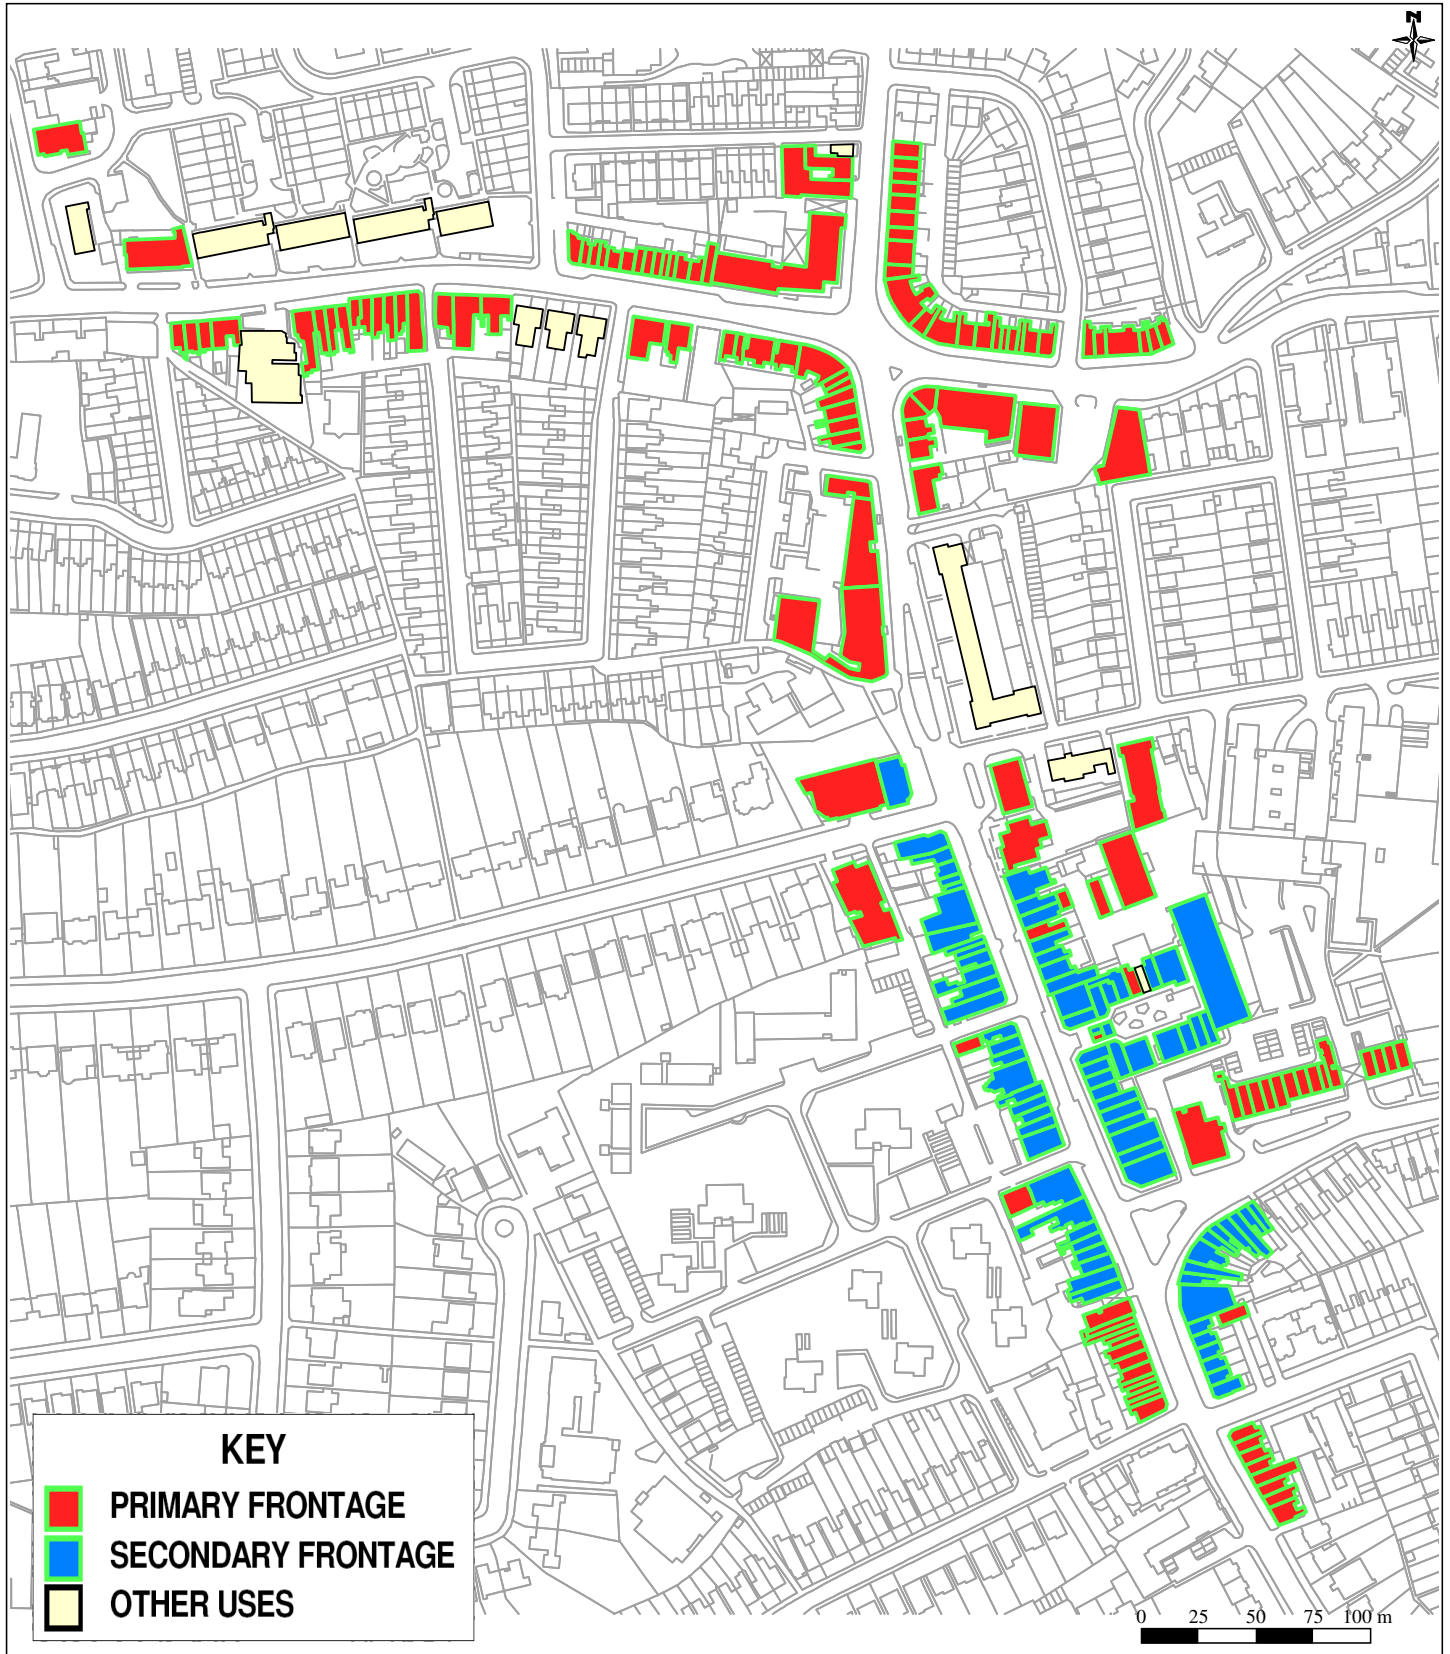 N
KEY
PRIMARY FRONTAGE
SECONDARY FRONTAGE
OTHER USES
0 25 50 75 100 m